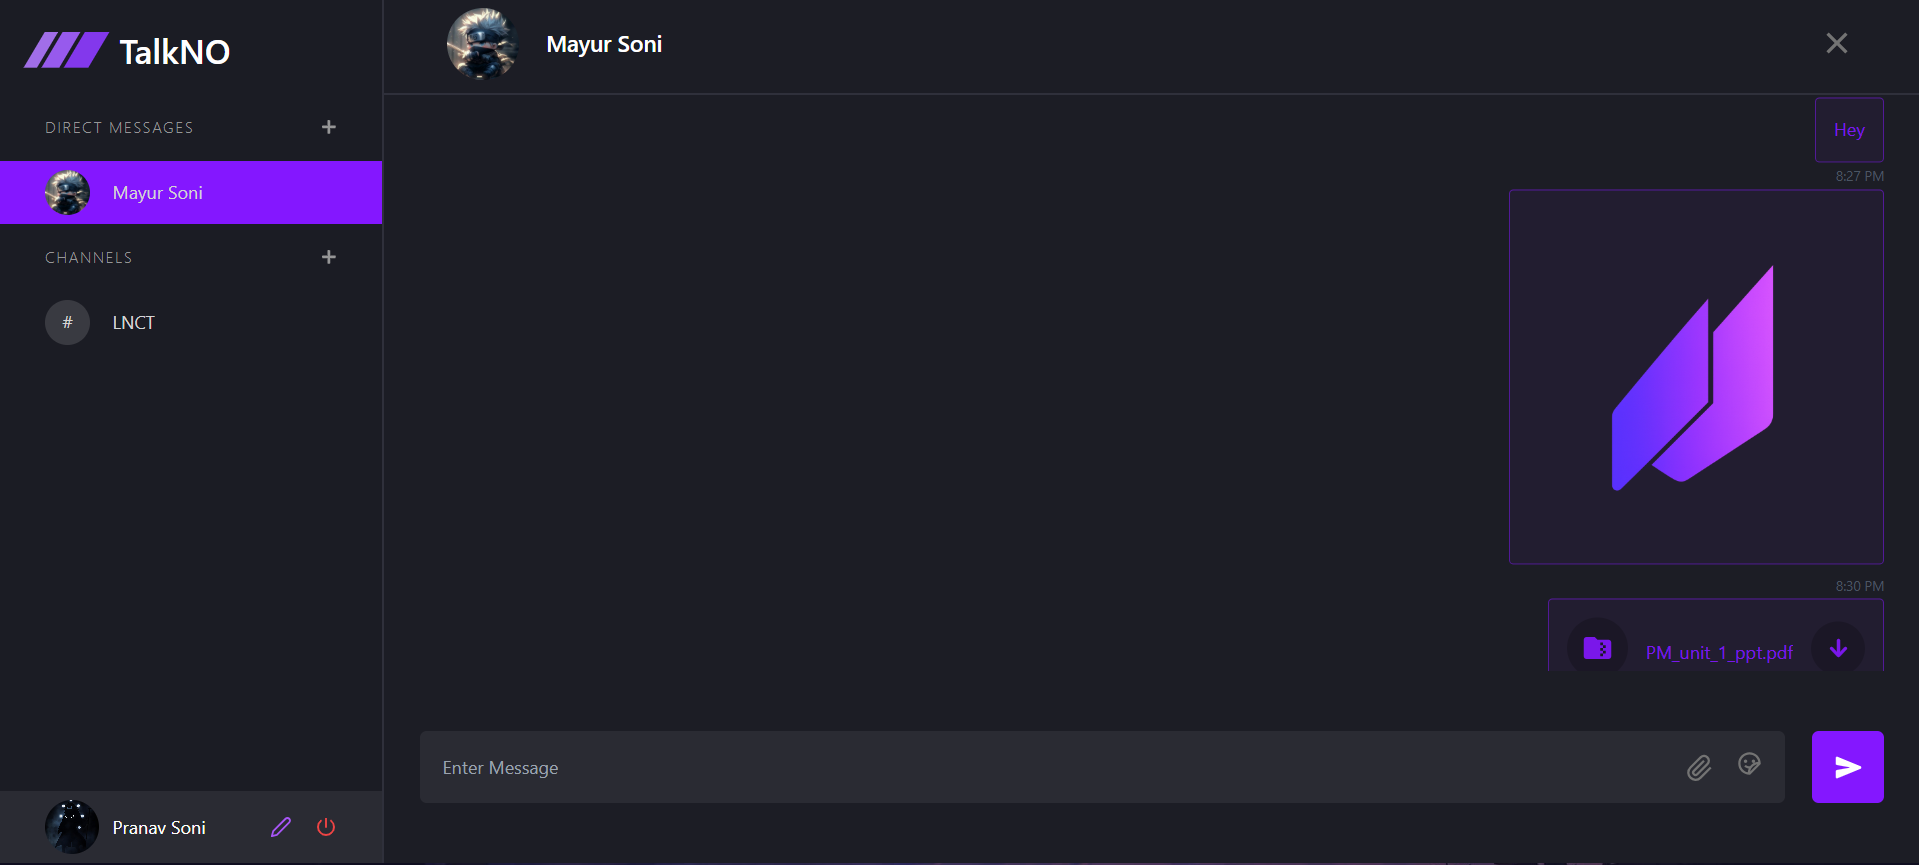 TalkNO
DIRECT MESSAGES
Mayur Soni
CHANNELS
# LNCT
Pranav Soni
Mayur Soni
Hey
8:27 PM
8:30 PM
PM_unit_1_ppt.pdf
Enter Message